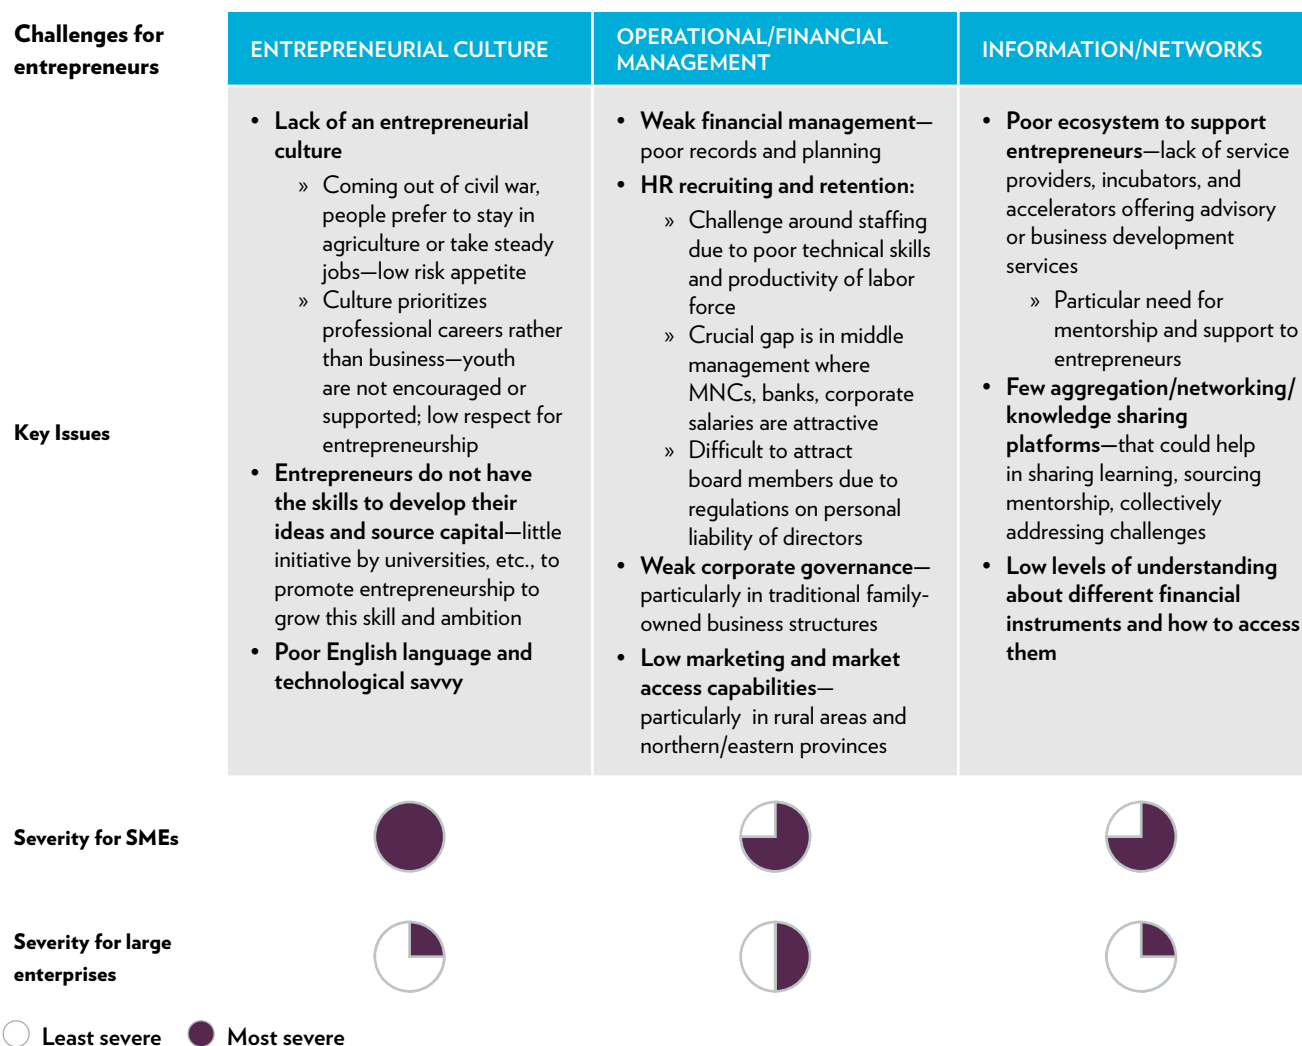 Challenges for
entrepreneurs
ENTREPRENEURIAL CULTURE
OPERATIONAL/FINANCIAL
MANAGEMENT
INFORMATION/NETWORKS
Key Issues
• Lack of an entrepreneurial
culture
» Coming out of civil war,
people prefer to stay in
agriculture or take steady
jobs—low risk appetite
» Culture prioritizes
professional careers rather
than business—youth
are not encouraged or
supported; low respect for
entrepreneurship
• Entrepreneurs do not have
the skills to develop their
ideas and source capital—little
initiative by universities, etc., to
promote entrepreneurship to
grow this skill and ambition
• Poor English language and
technological savvy
• Weak financial management—
poor records and planning
• HR recruiting and retention:
» Challenge around staffing
due to poor technical skills
and productivity of labor
force
» Crucial gap is in middle
management where
MNCs, banks, corporate
salaries are attractive
» Difficult to attract
board members due to
regulations on personal
liability of directors
• Weak corporate governance—
particularly in traditional family-
owned business structures
• Low marketing and market
access capabilities—
particularly in rural areas and
northern/eastern provinces
• Poor ecosystem to support
entrepreneurs—lack of service
providers, incubators, and
accelerators offering advisory
or business development
services
» Particular need for
mentorship and support to
entrepreneurs
• Few aggregation/networking/
knowledge sharing
platforms—that could help
in sharing learning, sourcing
mentorship, collectively
addressing challenges
• Low levels of understanding
about different financial
instruments and how to access
them
Severity for SMEs
Severity for large
enterprises
Least severe
Most severe